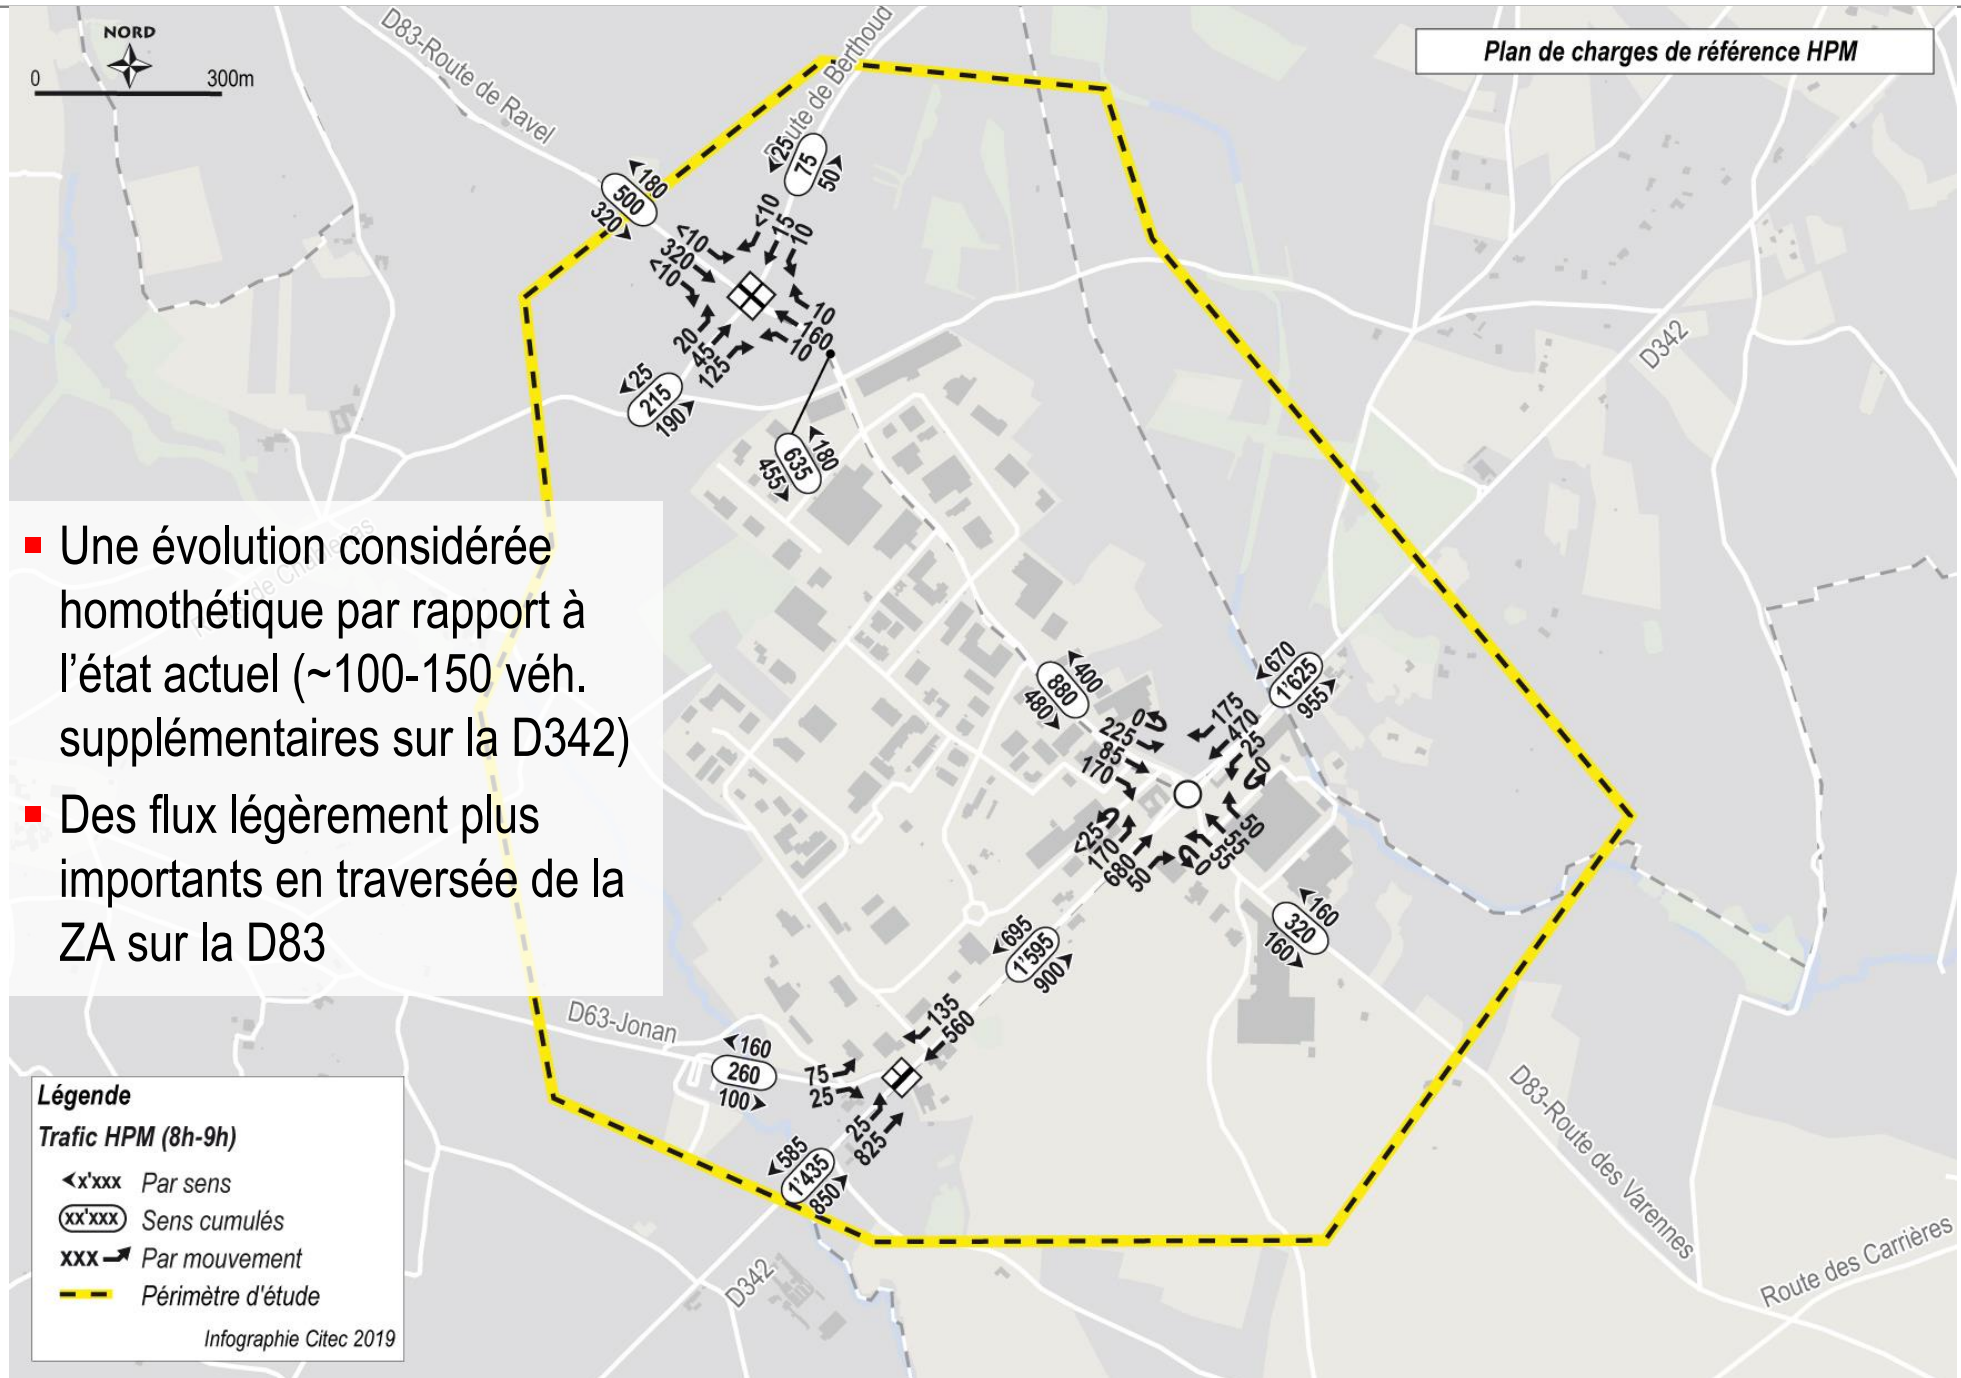 NORD
0 300m
Plan de charges de référence HPM
D83-Route de Ravel
Route de Berthoud
25
75
50
180
500
320
<10
15
10
<10
320
<10
10
160
10
20
45
125
25
215
190
180
635
455
D342
Une évolution considérée
homothétique par rapport à
l'état actuel (~100-150 véh.
supplémentaires sur la D342)
Des flux légèrement plus
importants en traversée de la
ZA sur la D83
400
880
480
670
1'625
955
0
225
85
170
175
470
25
0
<25
170
680
50
50
55
55
0
160
320
160
695
1'595
900
D63-Jonan
160
260
100
135
560
75
25
25
825
585
1'435
850
D342
D83-Route des Varennes
Route des Carrières
Légende
Trafic HPM (8h-9h)
x'xxx Par sens
xx'xxx Sens cumulés
xxx Par mouvement
Périmètre d'étude
Infographie Citec 2019